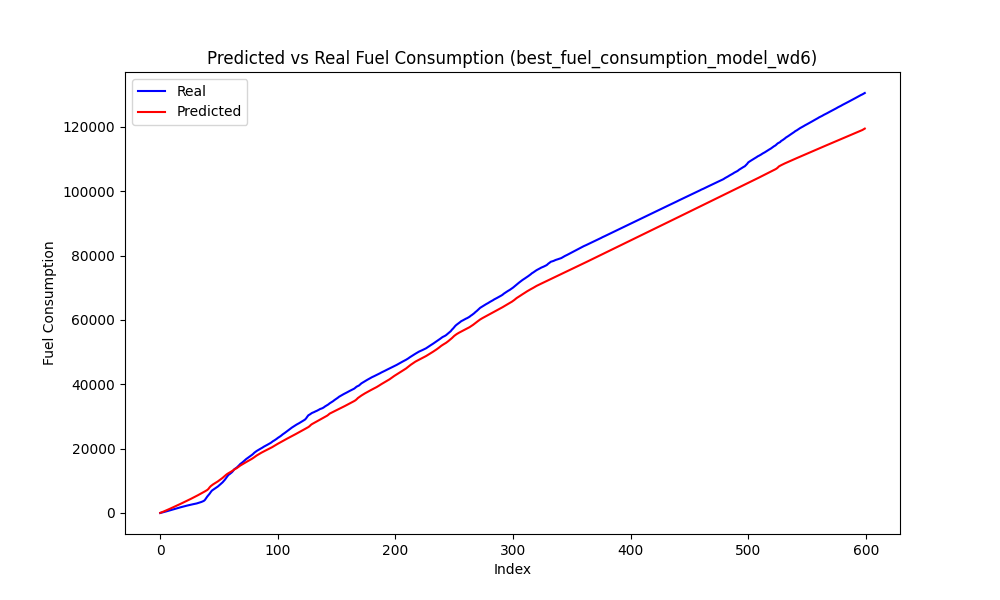 Predicted vs Real Fuel Consumption (best_fuel_consumption_model_wd6)
Real
Predicted
Fuel Consumption
120000
100000
80000
60000
40000
20000
0
0 100 200 300 400 500 600
Index